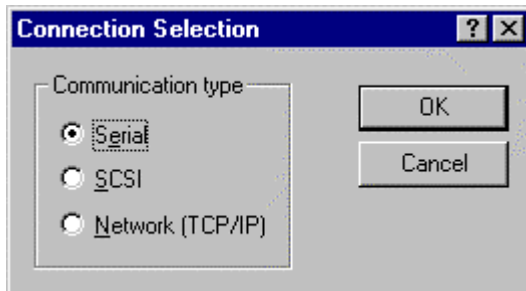 Connection Selection ? ×
Communication type
Serial
SCSI
Network (TCP/IP)
OK
Cancel